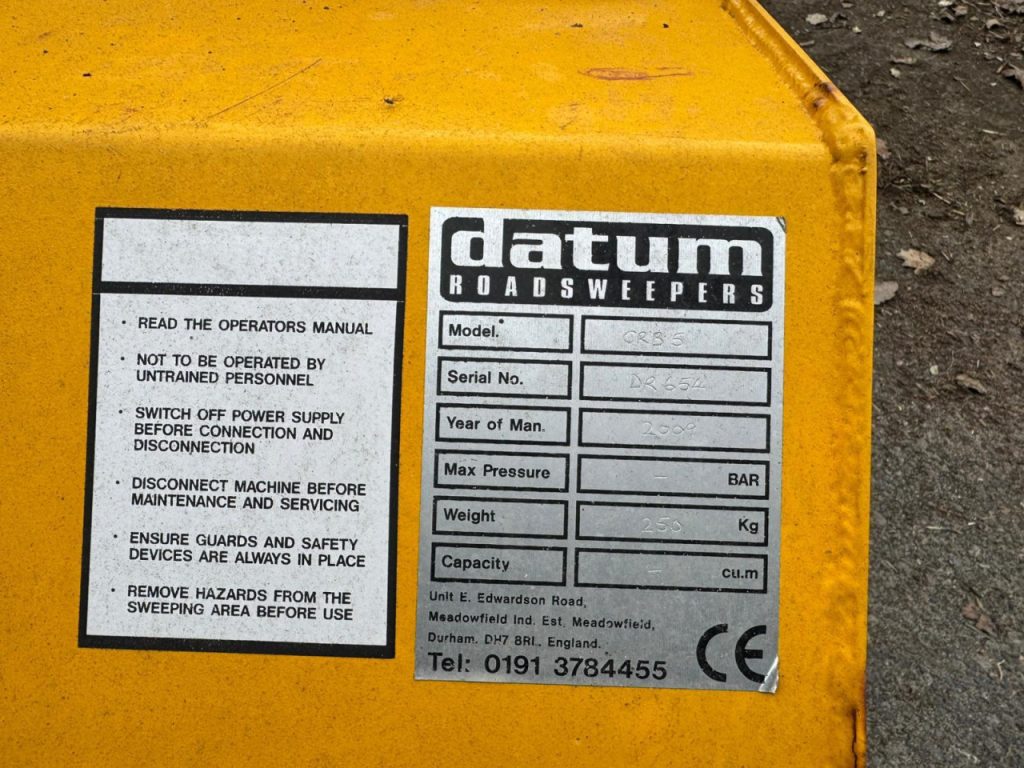 • READ THE OPERATORS MANUAL
• NOT TO BE OPERATED BY
UNTRAINED PERSONNEL
• SWITCH OFF POWER SUPPLY
BEFORE CONNECTION AND
DISCONNECTION
• DISCONNECT MACHINE BEFORE
MAINTENANCE AND SERVICING
• ENSURE GUARDS AND SAFETY
DEVICES ARE ALWAYS IN PLACE
• REMOVE HAZARDS FROM THE
SWEEPING AREA BEFORE USE
datum
ROADSWEEPERS
Model.
Serial No. DR654
Year of Man. 2009
Max Pressure – BAR
Weight 250 Kg
Capacity – cu.m
Unit E. Edwardson Road,
Meadowfield Ind. Est. Meadowfield,
Durham. DH7 8RL. England.
Tel: 0191 3784455
CE